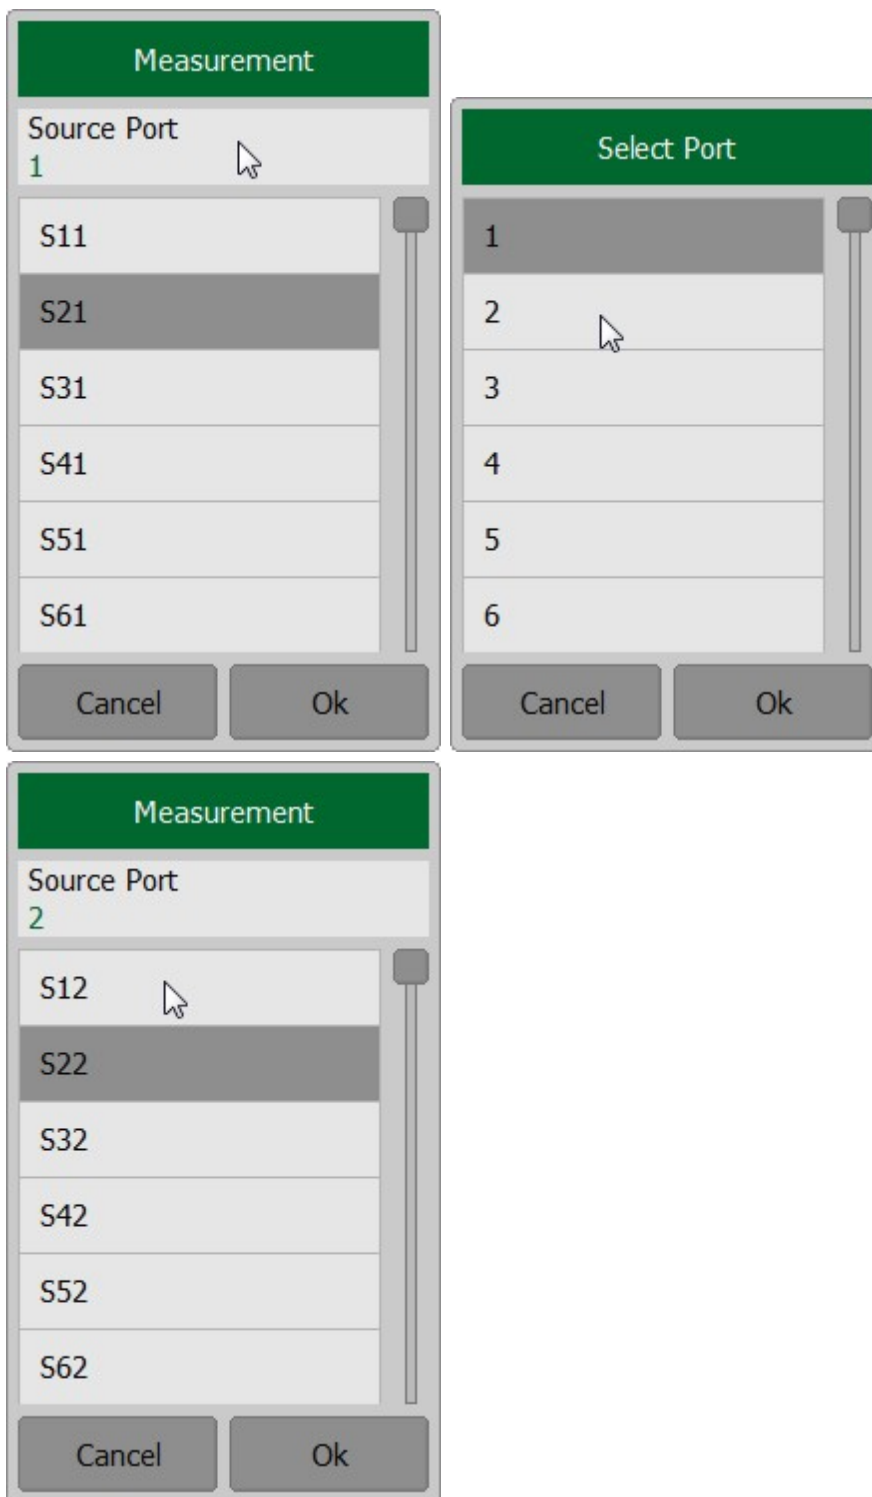 Measurement
Source Port
1
S11
S21
S31
S41
S51
S61
Cancel
Ok
Select Port
1
2
3
4
5
6
Cancel
Ok
Measurement
Source Port
2
S12
S22
S32
S42
S52
S62
Cancel
Ok